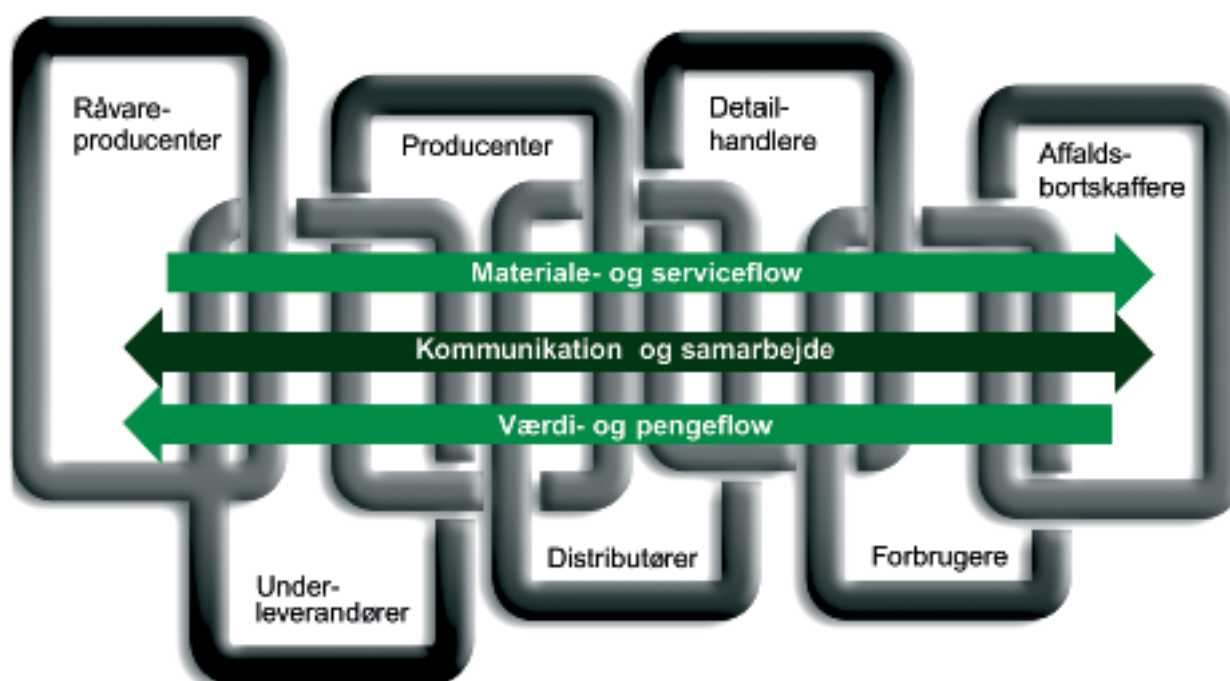 Råvare-
producenter
Producenter
Detail-
handlere
Affalds-
bortskaffere
Materiale- og serviceflow
Kommunikation og samarbejde
Værdi- og pengeflow
Under-
leverandører
Distributører
Forbrugere